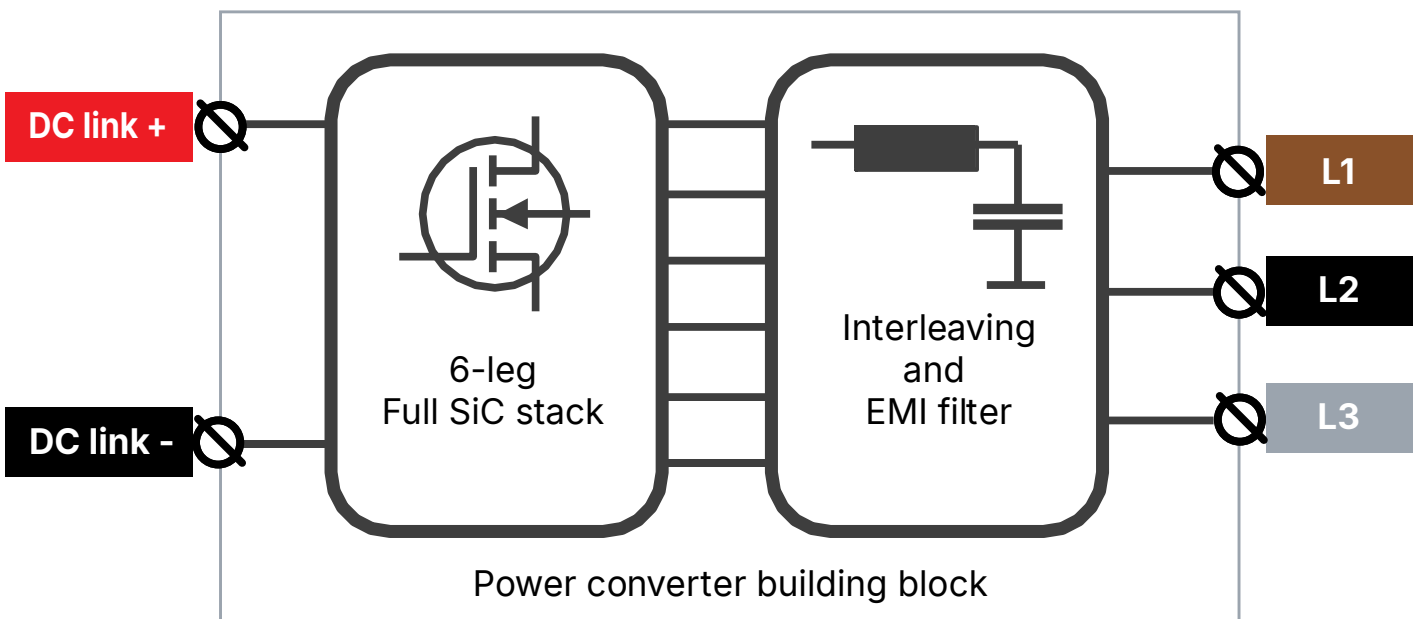 DC link +
DC link -
6-leg
Full SiC stack
Interleaving
and
EMI filter
L1
L2
L3
Power converter building block